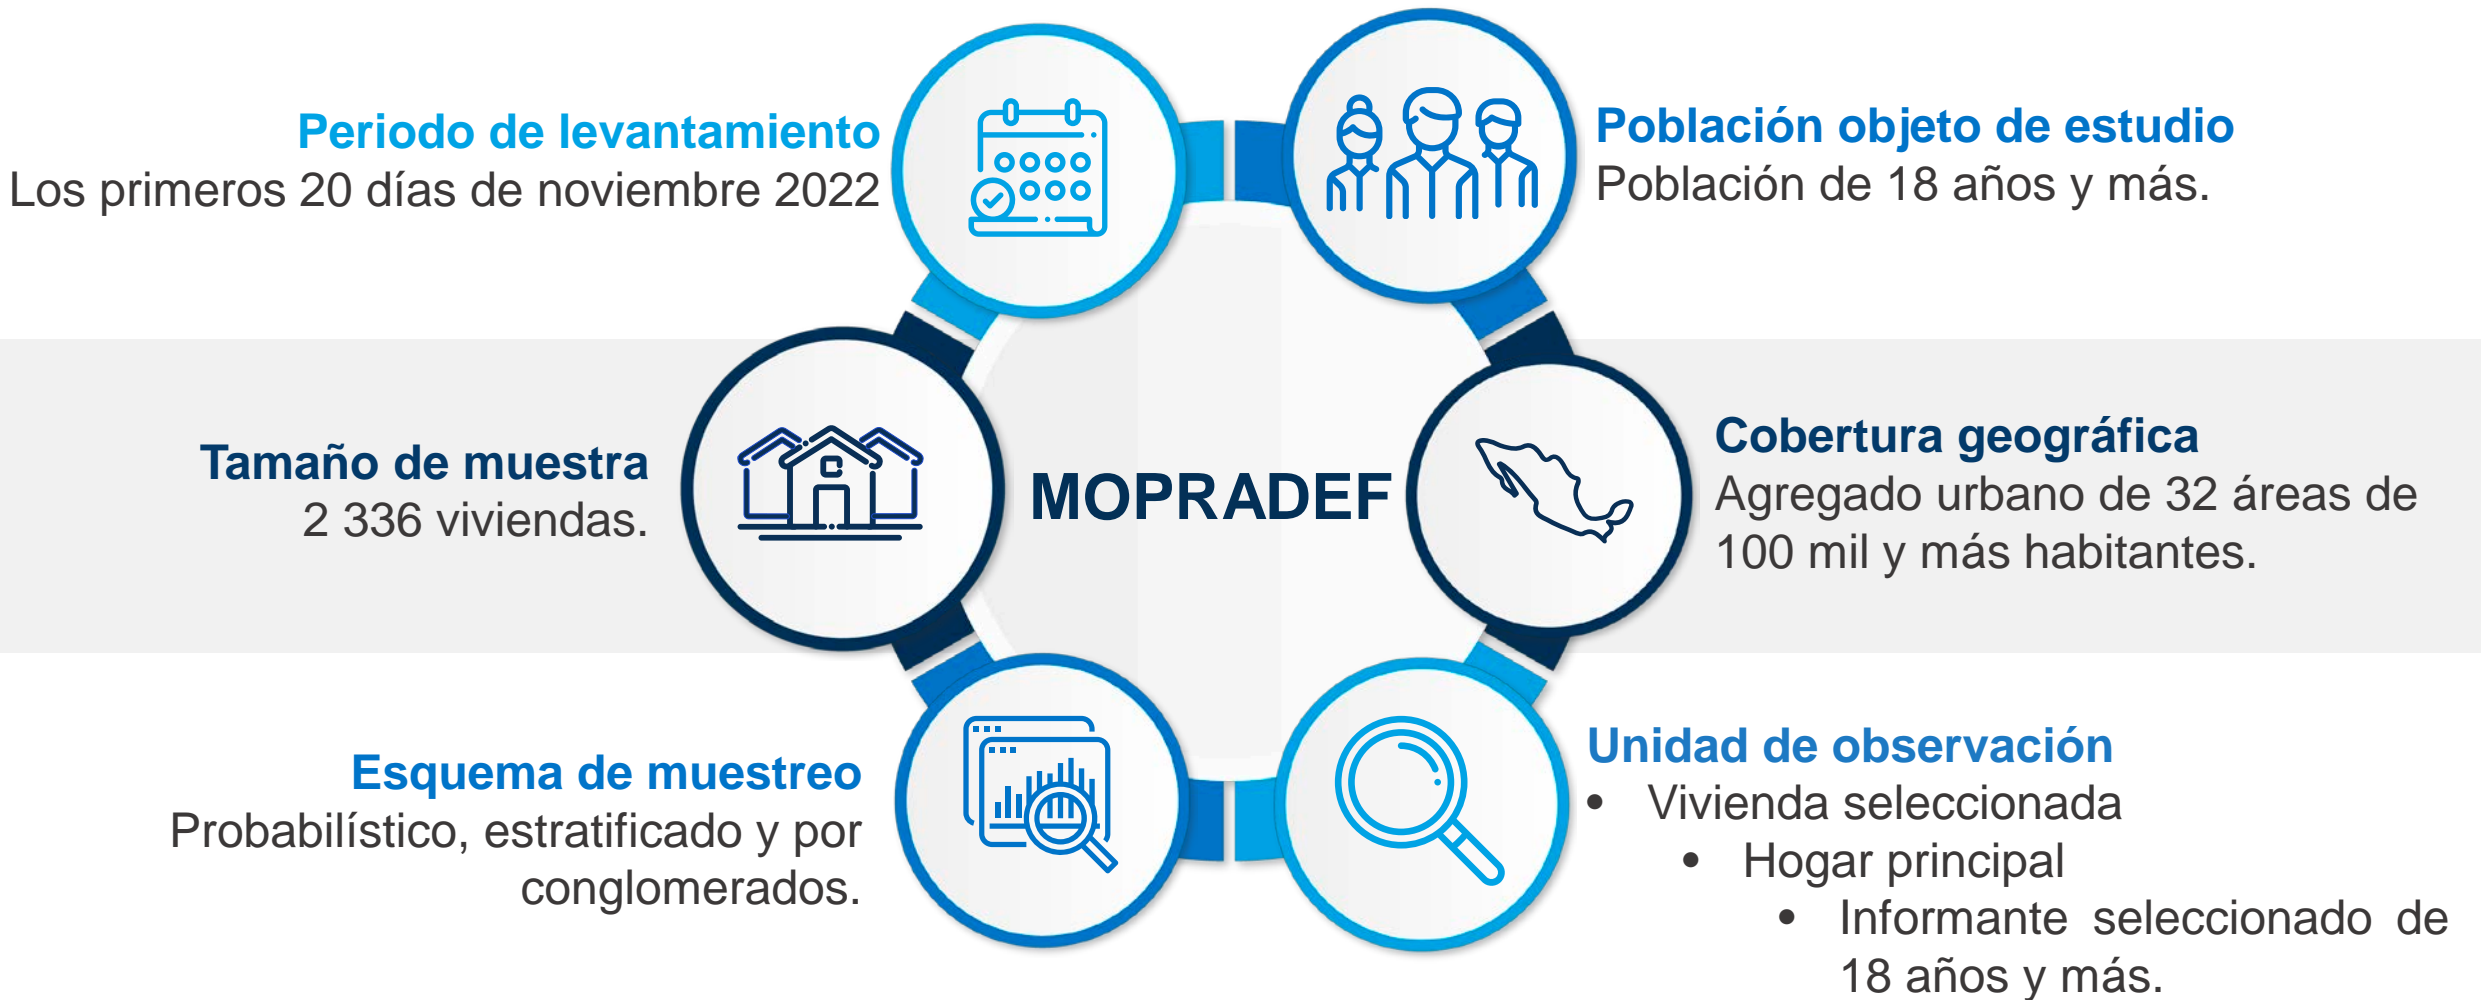 Periodo de levantamiento
Los primeros 20 días de noviembre 2022
Población objeto de estudio
Población de 18 años y más.
Tamaño de muestra
2 336 viviendas.
MOPRADEF
Cobertura geográfica
Agregado urbano de 32 áreas de
100 mil y más habitantes.
Esquema de muestreo
Probabilístico, estratificado y por
conglomerados.
Unidad de observación
• Vivienda seleccionada
• Hogar principal
• Informante seleccionado de
18 años y más.